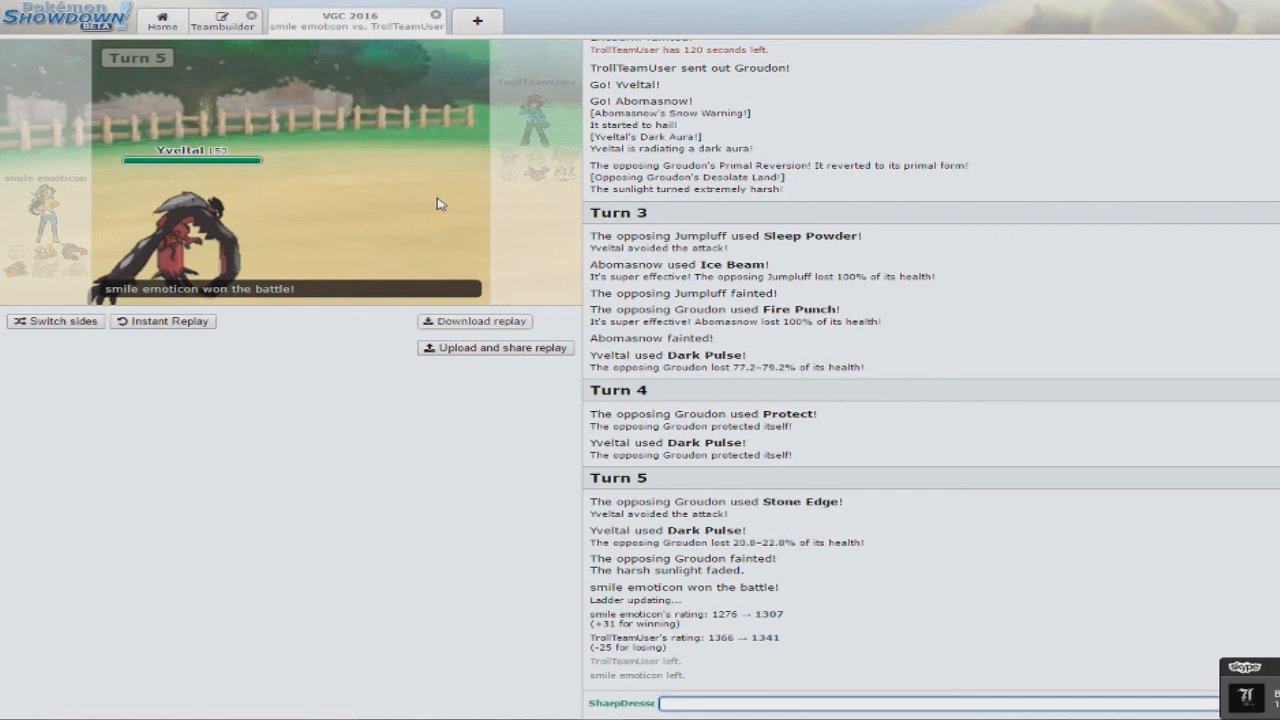 Pokémon
SHOWDOWN!
BETA
Home
Teambuilder
VGC 2016
smile emoticon vs. TrollTeamUser
+
Turn 5
TrollTeamUser
Yveltal L50
smile emoticon
smile emoticon won the battle!
Switch sides
Instant Replay
Download replay
Upload and share replay
TrollTeamUser has 120 seconds left.
TrollTeamUser sent out Groudon!
Go! Yveltal!
Go! Abomasnow!
[Abomasnow's Snow Warning!]
It started to hail!
[Yveltal's Dark Aura!]
Yveltal is radiating a dark aura!
The opposing Groudon's Primal Reversion! It reverted to its primal form!
[Opposing Groudon's Desolate Land!]
The sunlight turned extremely harsh!
Turn 3
The opposing Jumpluff used Sleep Powder!
Yveltal avoided the attack!
Abomasnow used Ice Beam!
It's super effective! The opposing Jumpluff lost 100% of its health!
The opposing Jumpluff fainted!
The opposing Groudon used Fire Punch!
It's super effective! Abomasnow lost 100% of its health!
Abomasnow fainted!
Yveltal used Dark Pulse!
The opposing Groudon lost 77.2–79.2% of its health!
Turn 4
The opposing Groudon used Protect!
The opposing Groudon protected itself!
Yveltal used Dark Pulse!
The opposing Groudon protected itself!
Turn 5
The opposing Groudon used Stone Edge!
Yveltal avoided the attack!
Yveltal used Dark Pulse!
The opposing Groudon lost 20.8–22.8% of its health!
The opposing Groudon fainted!
The harsh sunlight faded.
smile emoticon won the battle!
Ladder updating...
smile emoticon's rating: 1276 → 1307
(+31 for winning)
TrollTeamUser's rating: 1366 → 1341
(-25 for losing)
TrollTeamUser left.
smile emoticon left.
SharpDresse
skype